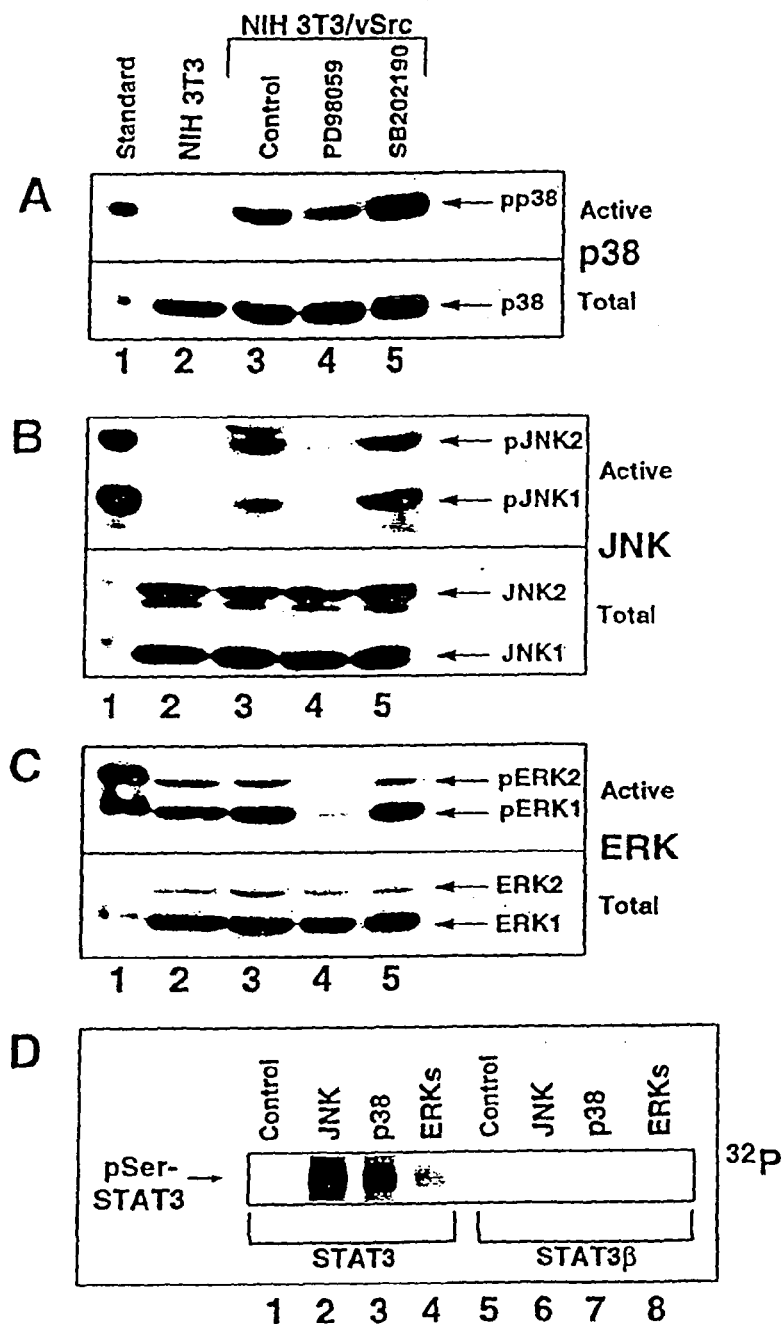 NIH 3T3/vSrc
Standard
NIH 3T3
Control
PD98059
SB202190
A
pp38
Active
p38
p38
Total
1 2 3 4 5
B
pJNK2
Active
pJNK1
JNK
JNK2
Total
JNK1
1 2 3 4 5
C
pERK2
Active
pERK1
ERK
ERK2
Total
ERK1
1 2 3 4 5
D
Control
JNK
p38
ERKs
Control
JNK
p38
ERKs
pSer-
STAT3
32P
STAT3
STAT3β
1 2 3 4 5 6 7 8